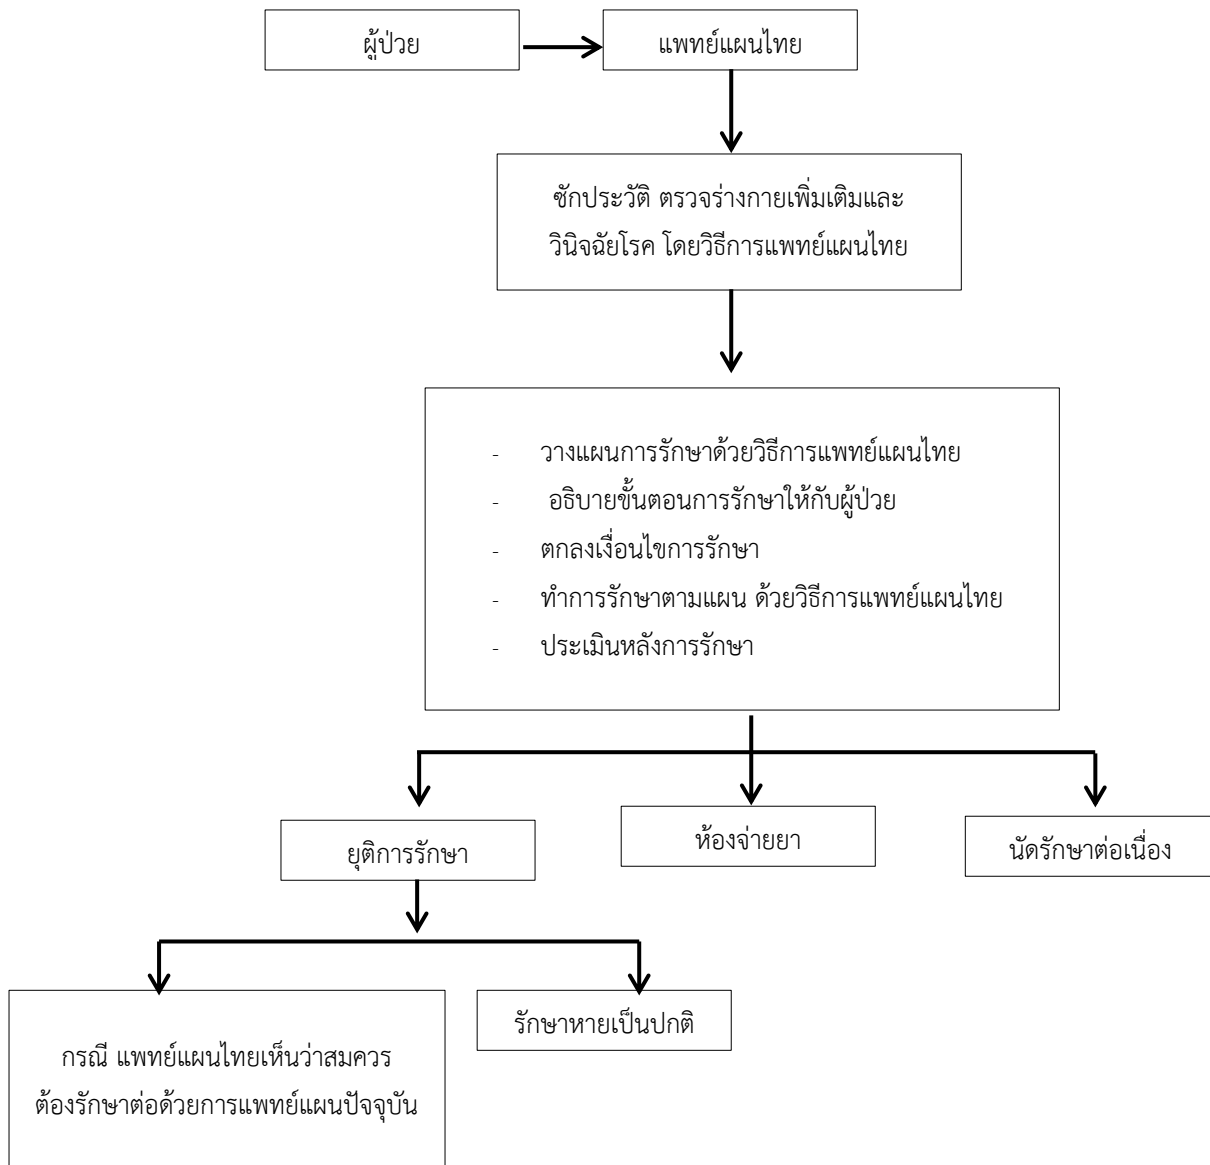 ผู้ป่วย
แพทย์แผนไทย
ซักประวัติ ตรวจร่างกายเพิ่มเติมและ
วินิจฉัยโรค โดยวิธีการแพทย์แผนไทย
- วางแผนการรักษาด้วยวิธีการแพทย์แผนไทย
- อธิบายขั้นตอนการรักษาให้กับผู้ป่วย
- ตกลงเงื่อนไขการรักษา
- ทำการรักษาตามแผน ด้วยวิธีการแพทย์แผนไทย
- ประเมินหลังการรักษา
ยุติการรักษา
ห้องจ่ายยา
นัดรักษาต่อเนื่อง
กรณี แพทย์แผนไทยเห็นว่าสมควร
ต้องรักษาต่อด้วยการแพทย์แผนปัจจุบัน
รักษาหายเป็นปกติ